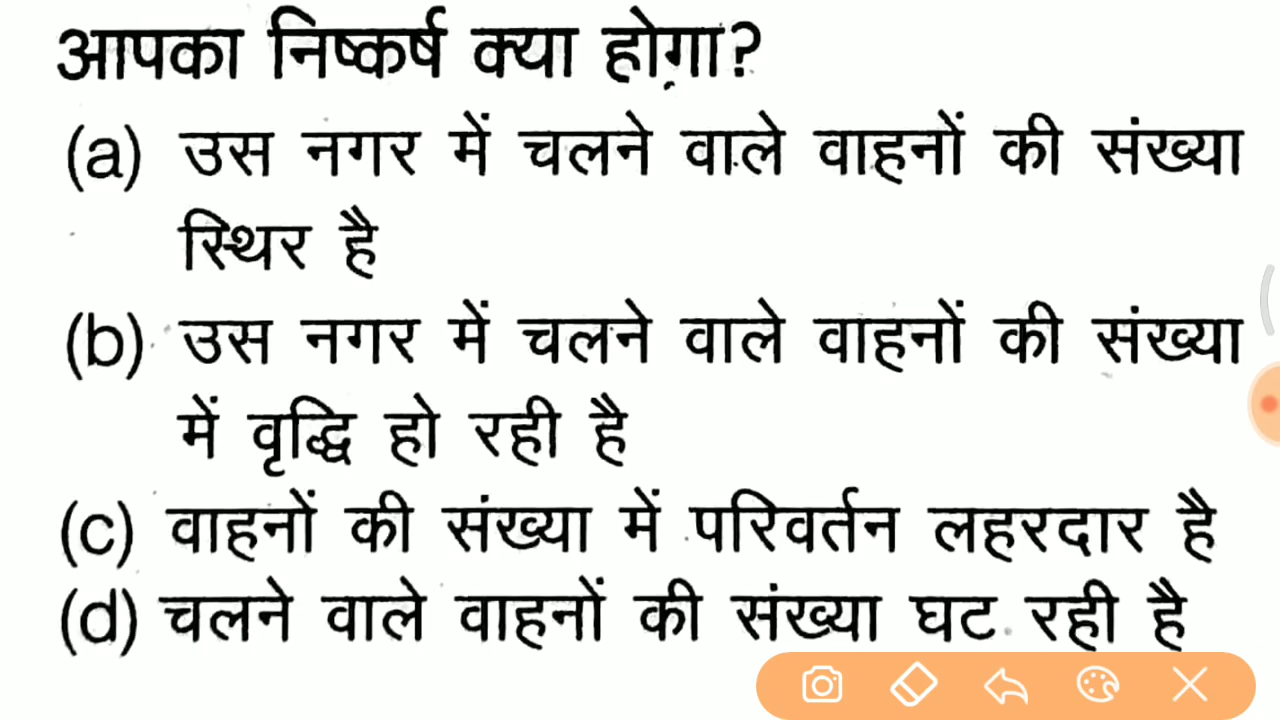 आपका निष्कर्ष क्या होगा?
(a) उस नगर में चलने वाले वाहनों की संख्या
स्थिर है
(b) उस नगर में चलने वाले वाहनों की संख्या
में वृद्धि हो रही है
(c) वाहनों की संख्या में परिवर्तन लहरदार है
(d) चलने वाले वाहनों की संख्या घट रही है